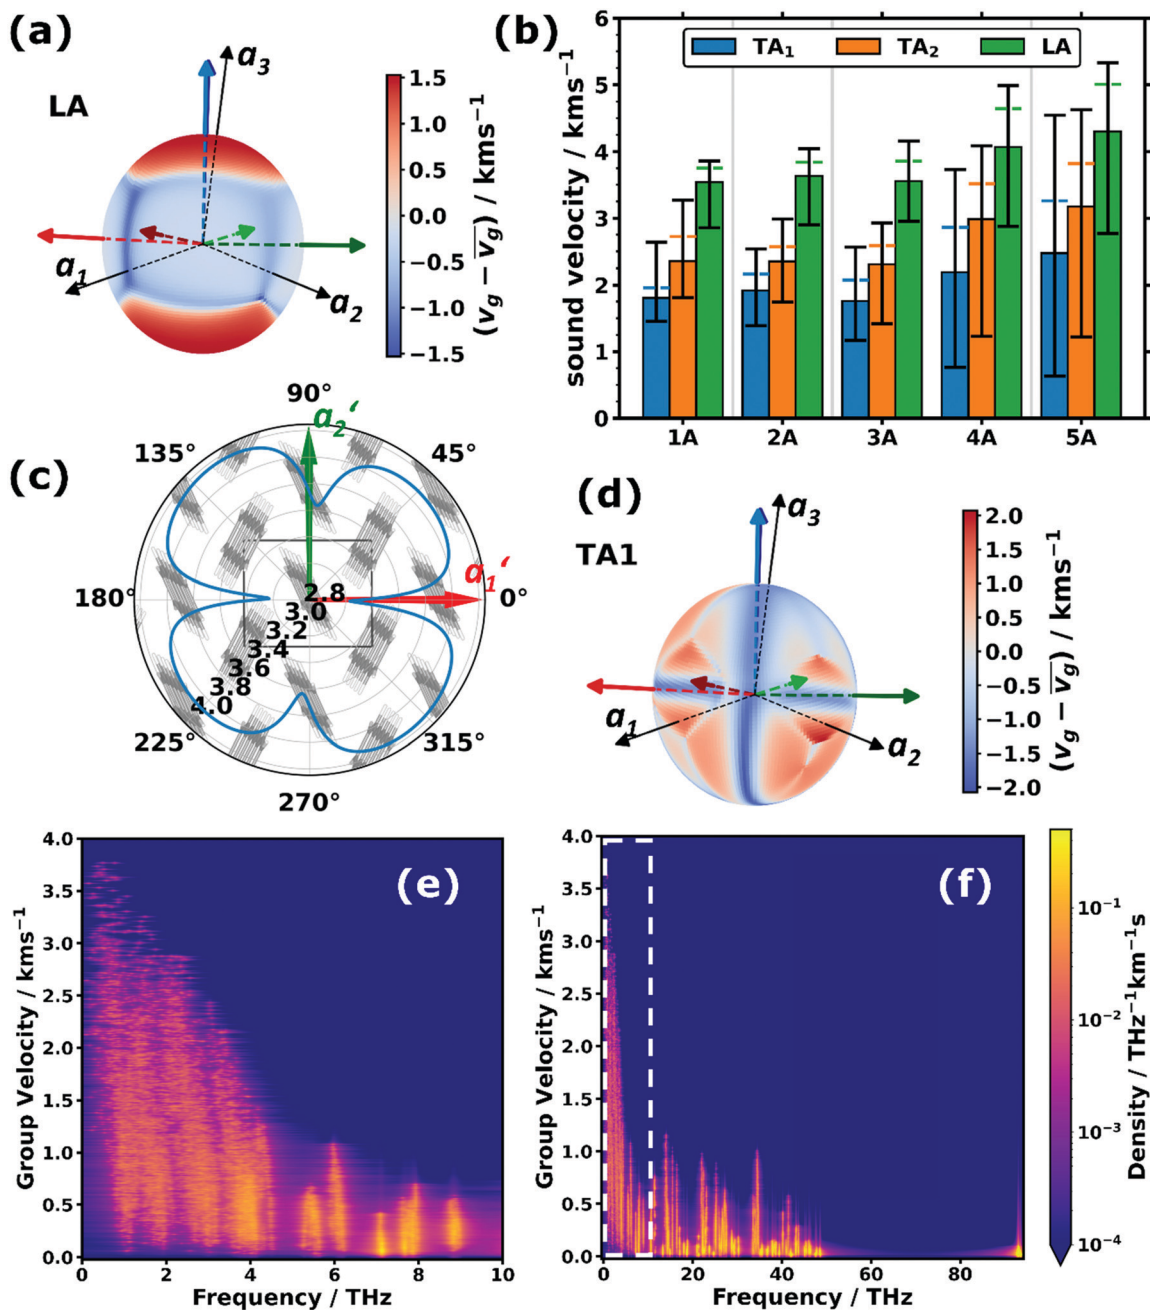 (a)
LA
a3
a1
a2
1.5
1.0
0.5
0.0
−0.5
−1.0
−1.5
(vg − vg) / kms−1
(b)
TA1 TA2 LA
sound velocity / kms−1
6
5
4
3
2
1
0
1A 2A 3A 4A 5A
(c)
90°
a2‘
135° 45°
a1‘
180° 0°
2.8
3.0
3.2
3.4
3.6
3.8
4.0
225° 315°
270°
(d)
TA1
a3
a1
a2
2.0
1.5
1.0
0.5
0.0
−0.5
−1.0
−1.5
−2.0
(vg − vg) / kms−1
(e)
Group Velocity / kms−1
4.0
3.5
3.0
2.5
2.0
1.5
1.0
0.5
0.0
0 2 4 6 8 10
Frequency / THz
(f)
Group Velocity / kms−1
4.0
3.5
3.0
2.5
2.0
1.5
1.0
0.5
0.0
0 20 40 60 80
Frequency / THz
10−1
10−2
10−3
10−4
Density / THz−1km−1s